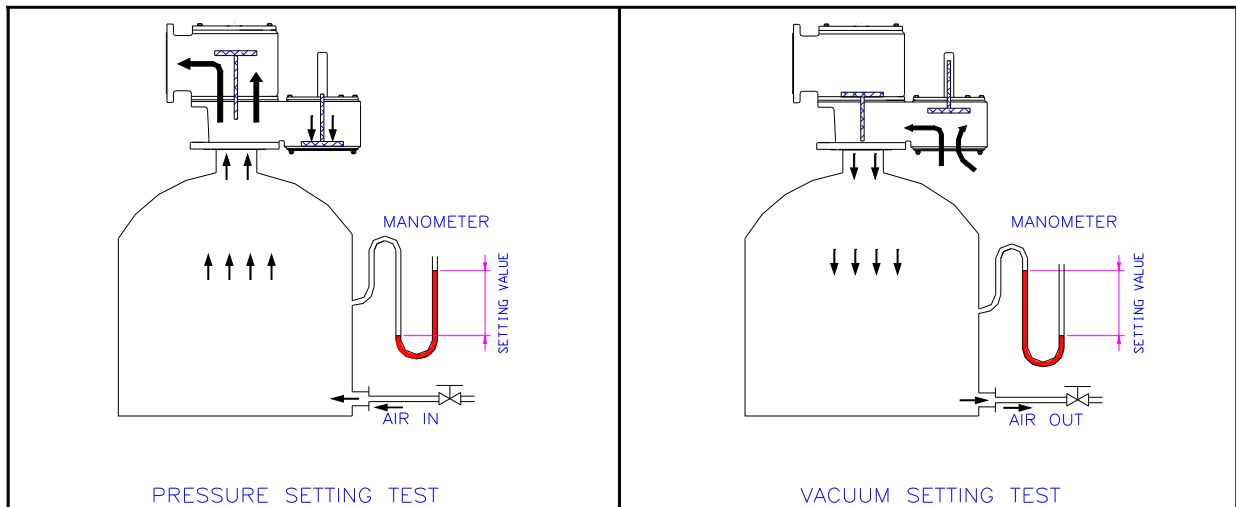 MANOMETER
SETTING VALUE
AIR IN
PRESSURE SETTING TEST
MANOMETER
SETTING VALUE
AIR OUT
VACUUM SETTING TEST